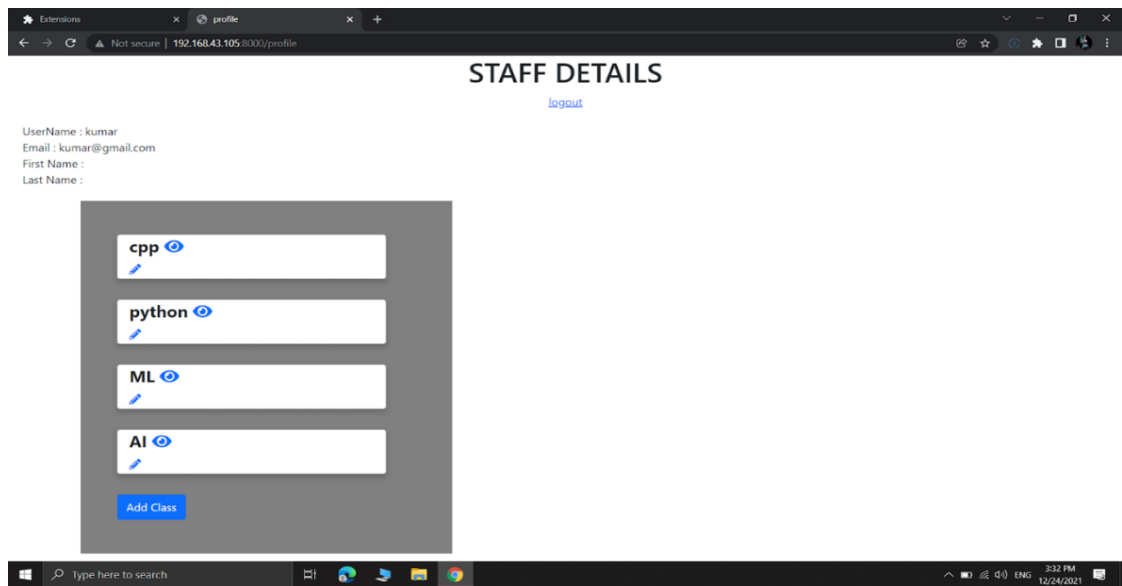 Extensions
profile
Not secure | 192.168.43.105:8000/profile
STAFF DETAILS
logout
UserName : kumar
Email : kumar@gmail.com
First Name :
Last Name :
cpp
python
ML
AI
Add Class
Type here to search
ENG
3:32 PM
12/24/2021